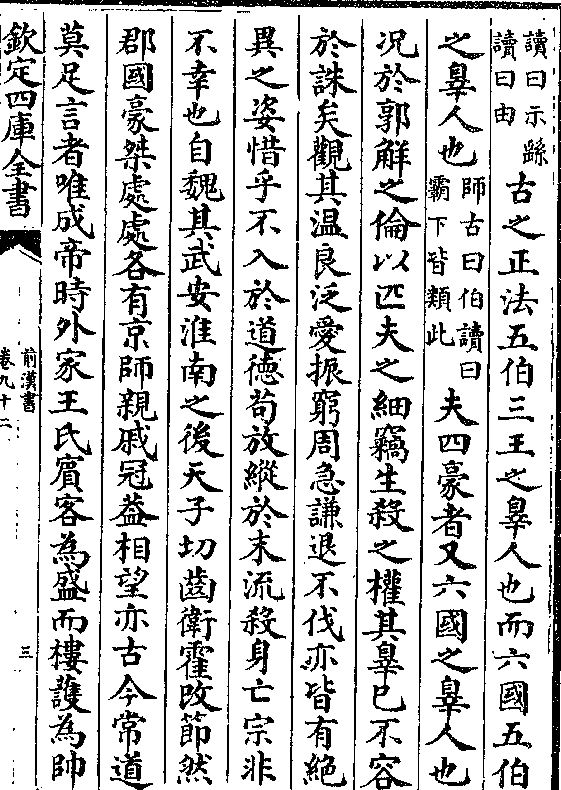 讀曰示繇
讀曰由
古之正法五伯三王之辠人也而六國五伯
之辠人也
師古曰伯讀曰
霸下皆類此
夫四豪者又六國之辠人也
況於郭解之倫以匹夫之細竊生殺之權其辠已不容
於誅矣觀其温良泛愛振窮周急謙退不伐亦皆有絶
異之姿惜乎不入於道徳苟放縱於末流殺身亡宗非
不幸也自魏其武安淮南之後天子切齒衛霍改節然
郡國豪桀處處各有京師親戚冠葢相望亦古今常道
莫足言者唯成帝時外家王氏賔客為盛而樓護為帥
欽定四庫全書
前漢書
卷九十二
三